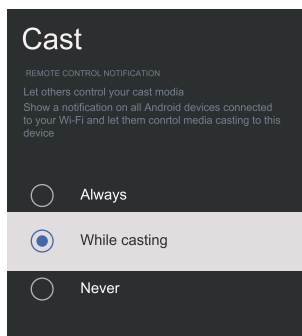 Cast
REMOTE CONTROL NOTIFICATION
Let others control your cast modia
Show a notification on all Android devices connected
to your Wi-Fi and let them conrtol media casting to this
device
Always
While casting
Never